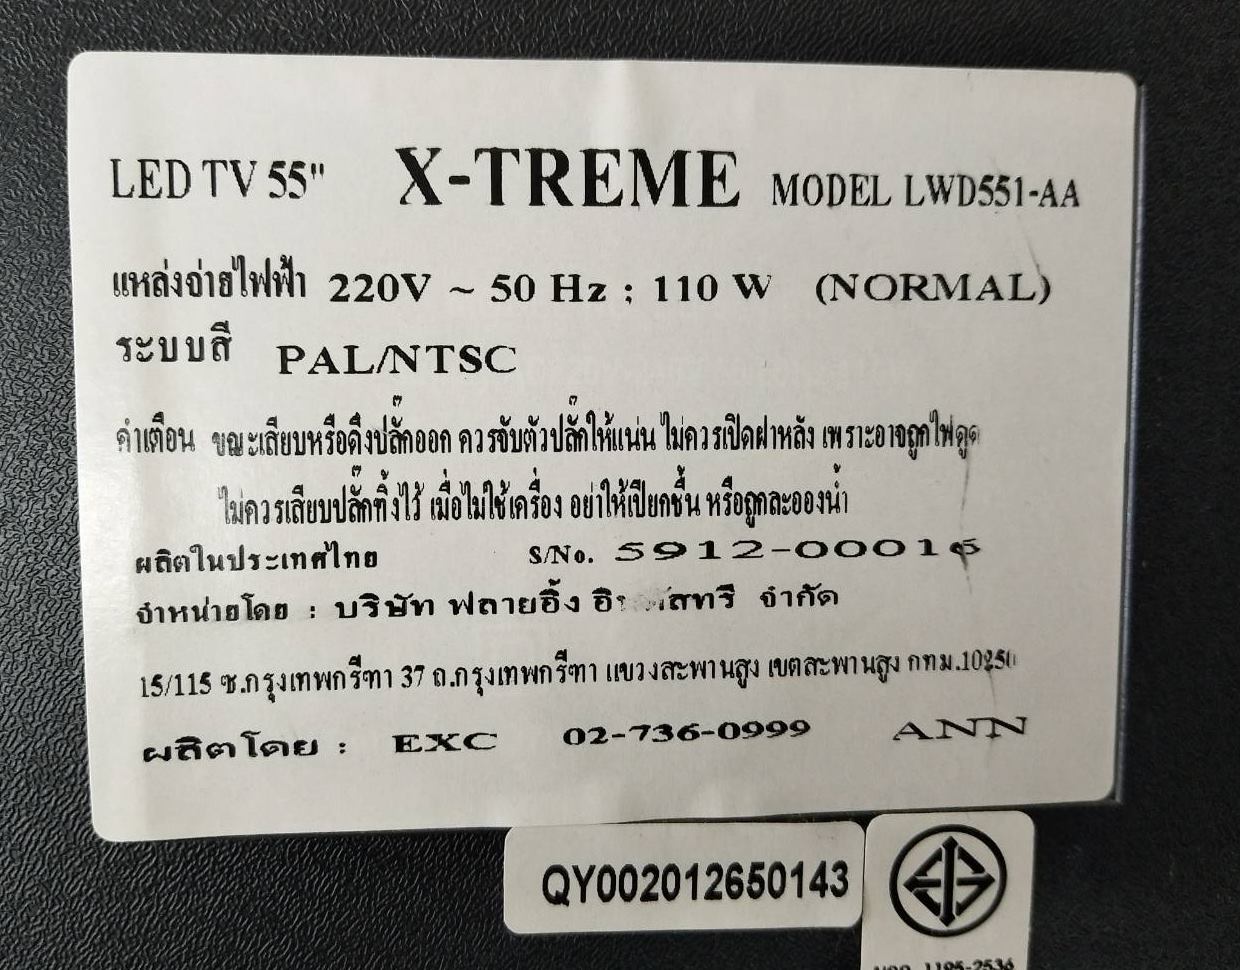 LED TV 55" X-TREME MODEL LWD551-AA
แหล่งจ่ายไฟฟ้า 220V ~ 50 Hz ; 110 W (NORMAL)
ระบบสี PAL/NTSC
คำเตือน ขณะเสียบหรือดึงปลั๊กออก ควรจับตัวปลั๊กให้แน่น ไม่ควรเปิดฝาหลัง เพราะอาจถูกไฟดูด
ไม่ควรเสียบปลั๊กทิ้งไว้ เมื่อไม่ใช้เครื่อง อย่าให้เปียกชื้น หรือถูกละอองน้ำ
ผลิตในประเทศไทย S/No.
จำหน่ายโดย : บริษัท ฟลายอิ้ง จำกัด
15/115 ซ.กรุงเทพกรีฑา 37 ถ.กรุงเทพกรีฑา แขวงสะพานสูง เขตสะพานสูง กทม.10250
ผลิตโดย : EXC 02-736-0999 ANN
QY002012650143
มอก. 1195-2536